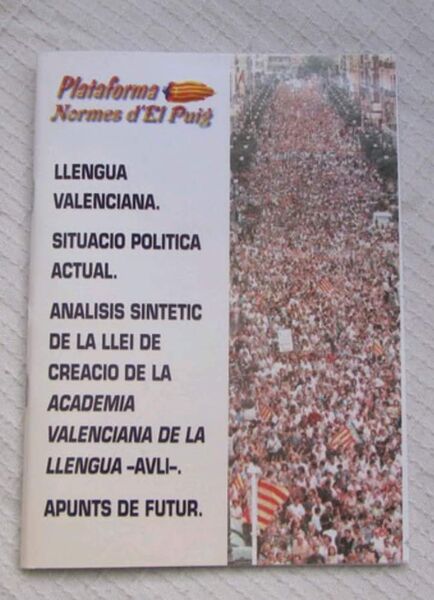 Plataforma
Normes d'El Puig
LLENGUA
VALENCIANA.
SITUACIO POLITICA
ACTUAL.
ANALISIS SINTETIC
DE LA LLEI DE
CREACIO DE LA
ACADEMIA
VALENCIANA DE LA
LLENGUA –AVLI–.
APUNTS DE FUTUR.